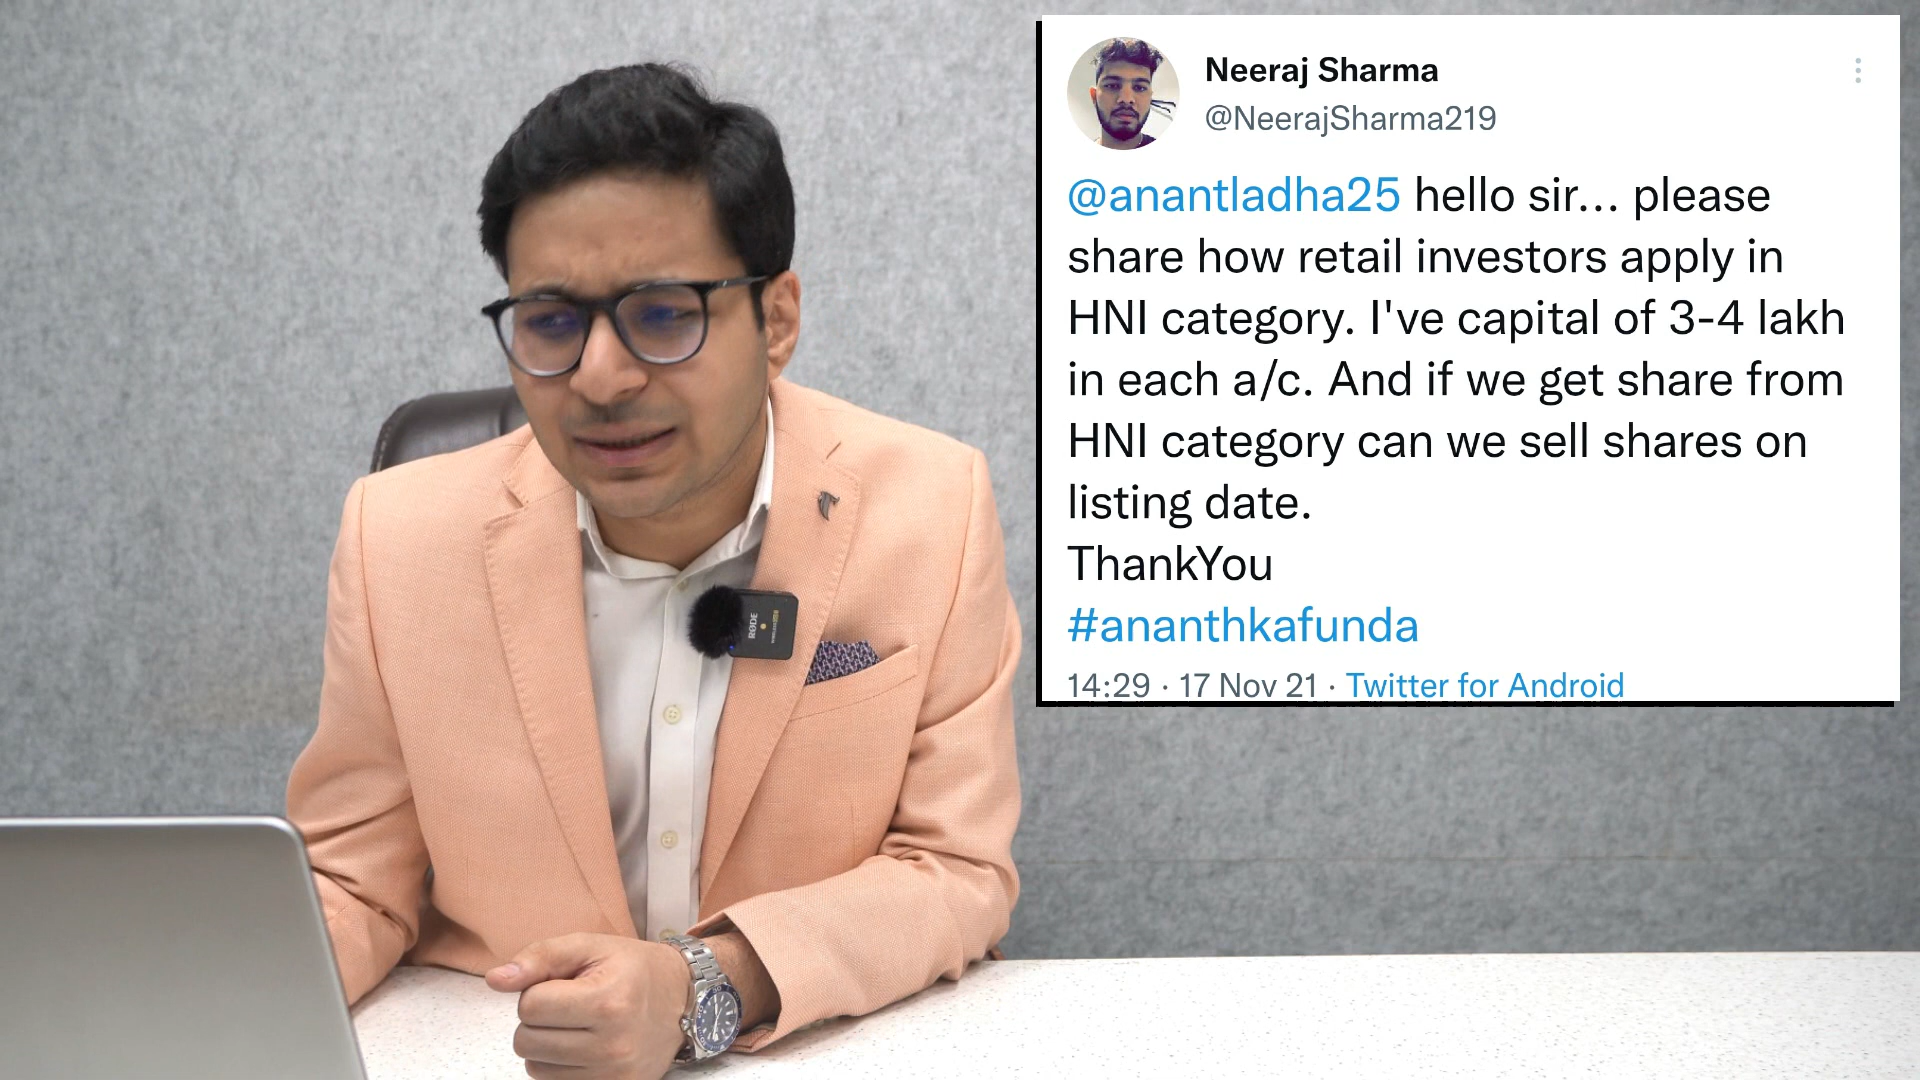 Neeraj Sharma
@NeerajSharma219
@anantladha25 hello sir... please
share how retail investors apply in
HNI category. I've capital of 3-4 lakh
in each a/c. And if we get share from
HNI category can we sell shares on
listing date.
ThankYou
#ananthkafunda
14:29 · 17 Nov 21 · Twitter for Android
RØDE